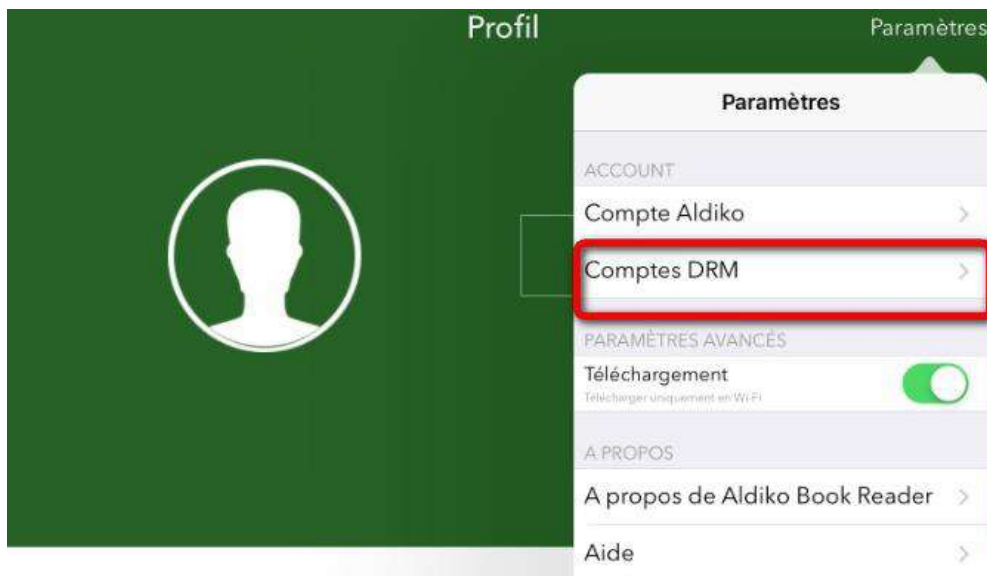 Profil
Paramètres
Paramètres
ACCOUNT
Compte Aldiko
Comptes DRM
PARAMÈTRES AVANCÉS
Téléchargement
Télécharger uniquement en Wi-Fi
A PROPOS
A propos de Aldiko Book Reader
Aide